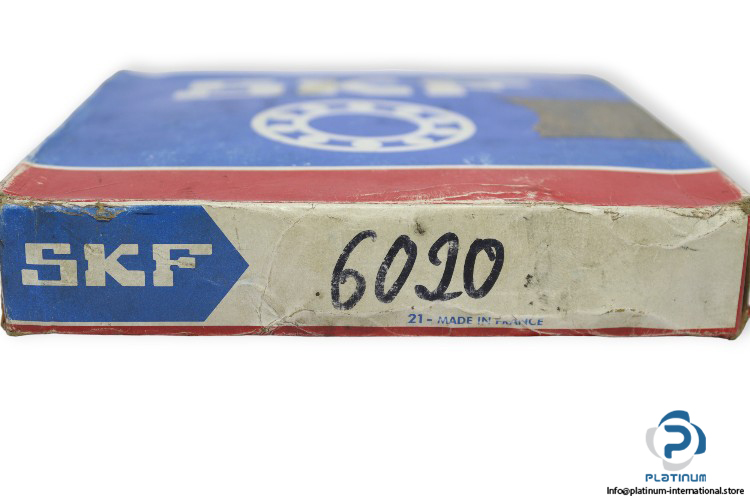 SKF
SKF
6020
21 - MADE IN FRANCE
PLATINUM
Info@platinum-international.store